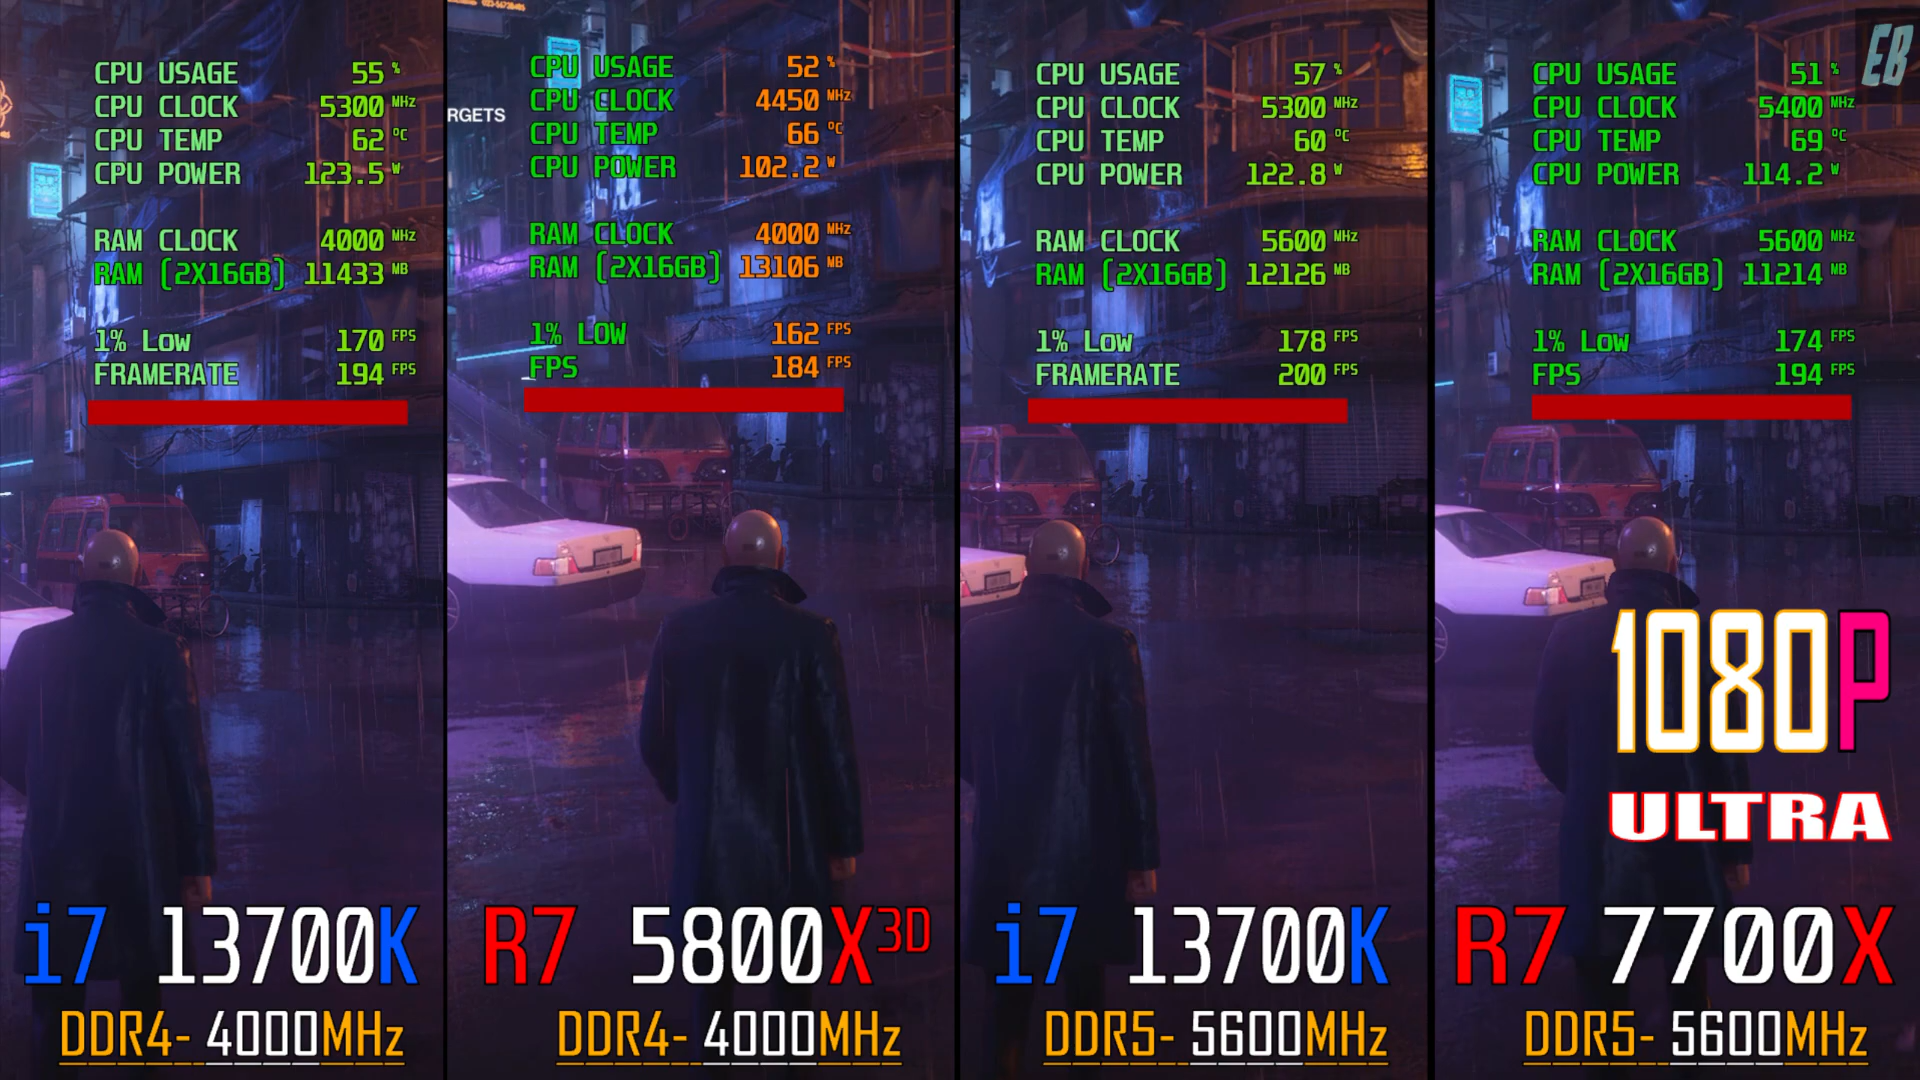 CPU USAGE 55 %
CPU CLOCK 5300 MHz
CPU TEMP 62 °C
CPU POWER 123.5 W
RAM CLOCK 4000 MHz
RAM (2X16GB) 11433 MB
1% Low 170 FPS
FRAMERATE 194 FPS
i7 13700K
DDR4- 4000MHz
RGETS
CPU USAGE 52 %
CPU CLOCK 4450 MHz
CPU TEMP 66 °C
CPU POWER 102.2 W
RAM CLOCK 4000 MHz
RAM (2X16GB) 13106 MB
1% LOW 162 FPS
FPS 184 FPS
R7 5800X3D
DDR4- 4000MHz
CPU USAGE 57 %
CPU CLOCK 5300 MHz
CPU TEMP 60 °C
CPU POWER 122.8 W
RAM CLOCK 5600 MHz
RAM (2X16GB) 12126 MB
1% Low 178 FPS
FRAMERATE 200 FPS
i7 13700K
DDR5- 5600MHz
EB
CPU USAGE 51 %
CPU CLOCK 5400 MHz
CPU TEMP 69 °C
CPU POWER 114.2 W
RAM CLOCK 5600 MHz
RAM (2X16GB) 11214 MB
1% Low 174 FPS
FPS 194 FPS
1080P
ULTRA
R7 7700X
DDR5- 5600MHz